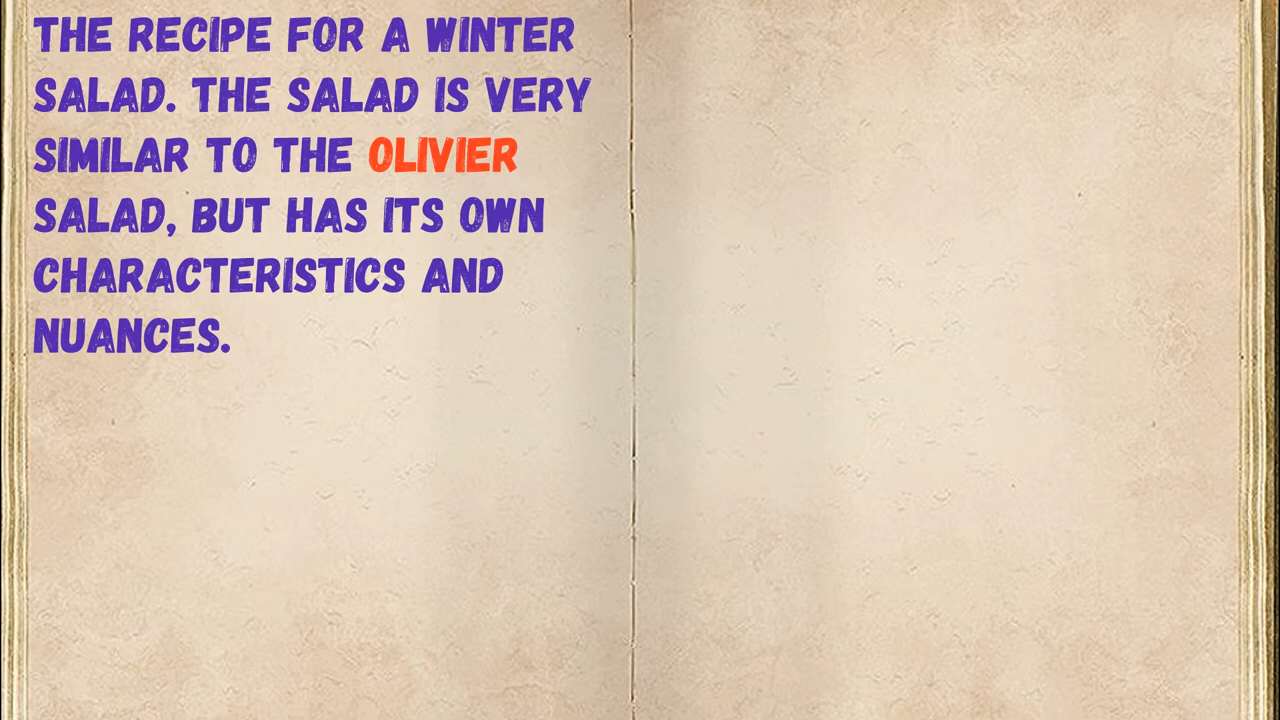 THE RECIPE FOR A WINTER
SALAD. THE SALAD IS VERY
SIMILAR TO THE OLIVIER
SALAD, BUT HAS ITS OWN
CHARACTERISTICS AND
NUANCES.